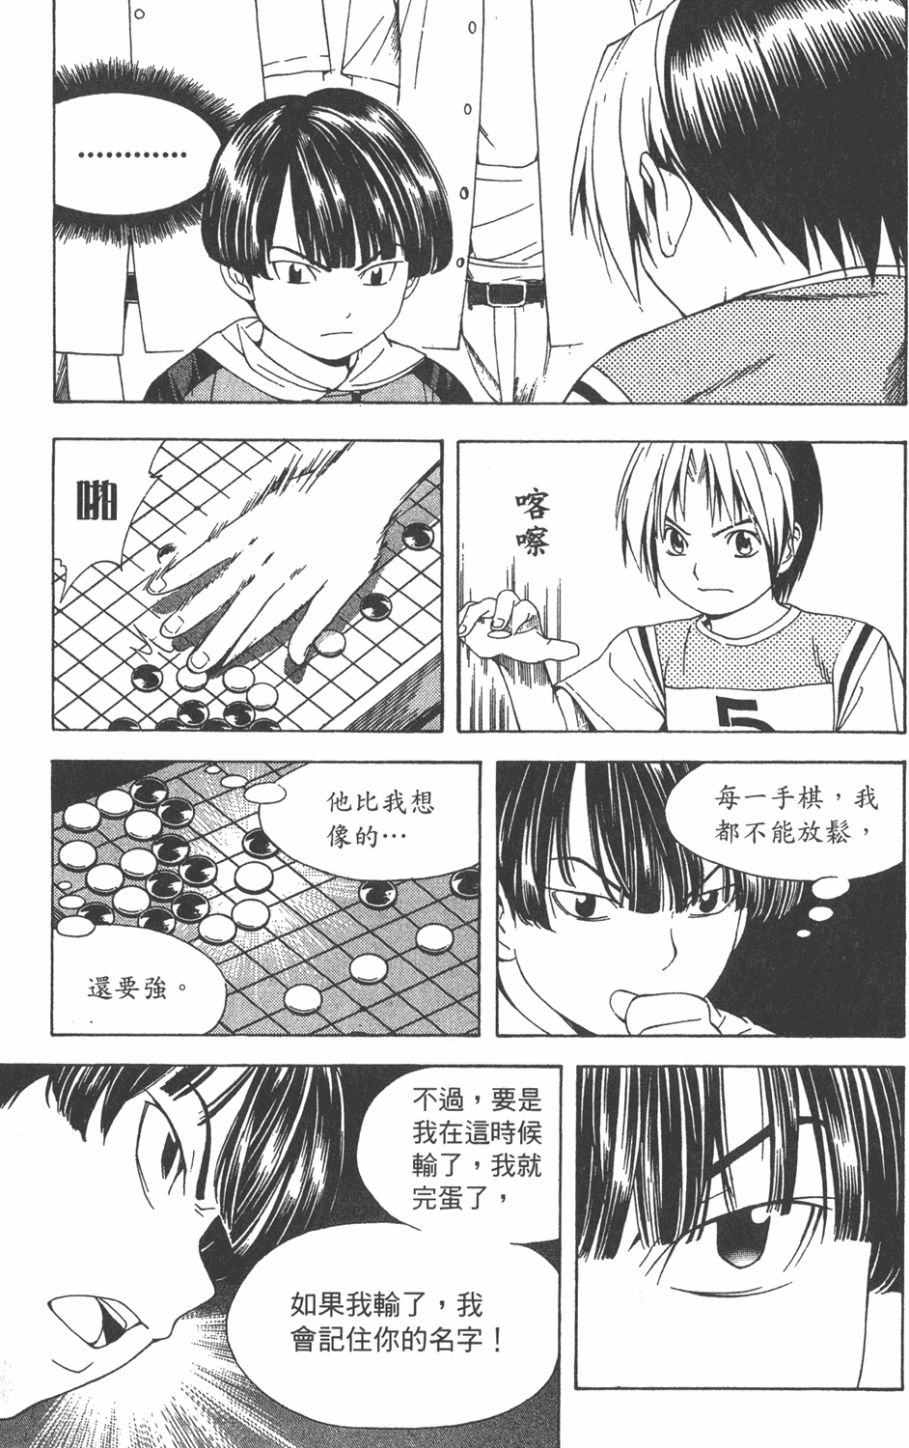 …………
喀
嚓
5
啪
每一手棋，我
都不能放鬆，
他比我想
像的…
還要強。
不過，要是
我在這時候
輸了，我就
完蛋了，
如果我輸了，我
會記住你的名字！